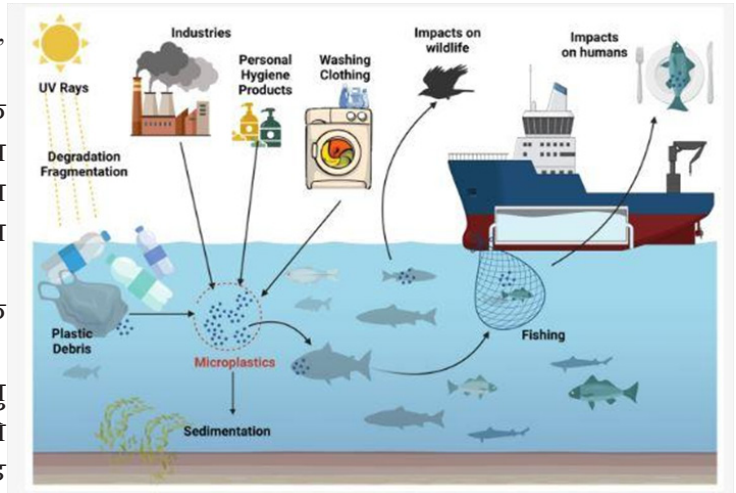 Industries
Personal
Hygiene
Products
Washing
Clothing
Impacts on
wildlife
Impacts
on humans
UV Rays
Degradation
Fragmentation
Plastic
Debris
Microplastics
Fishing
Sedimentation